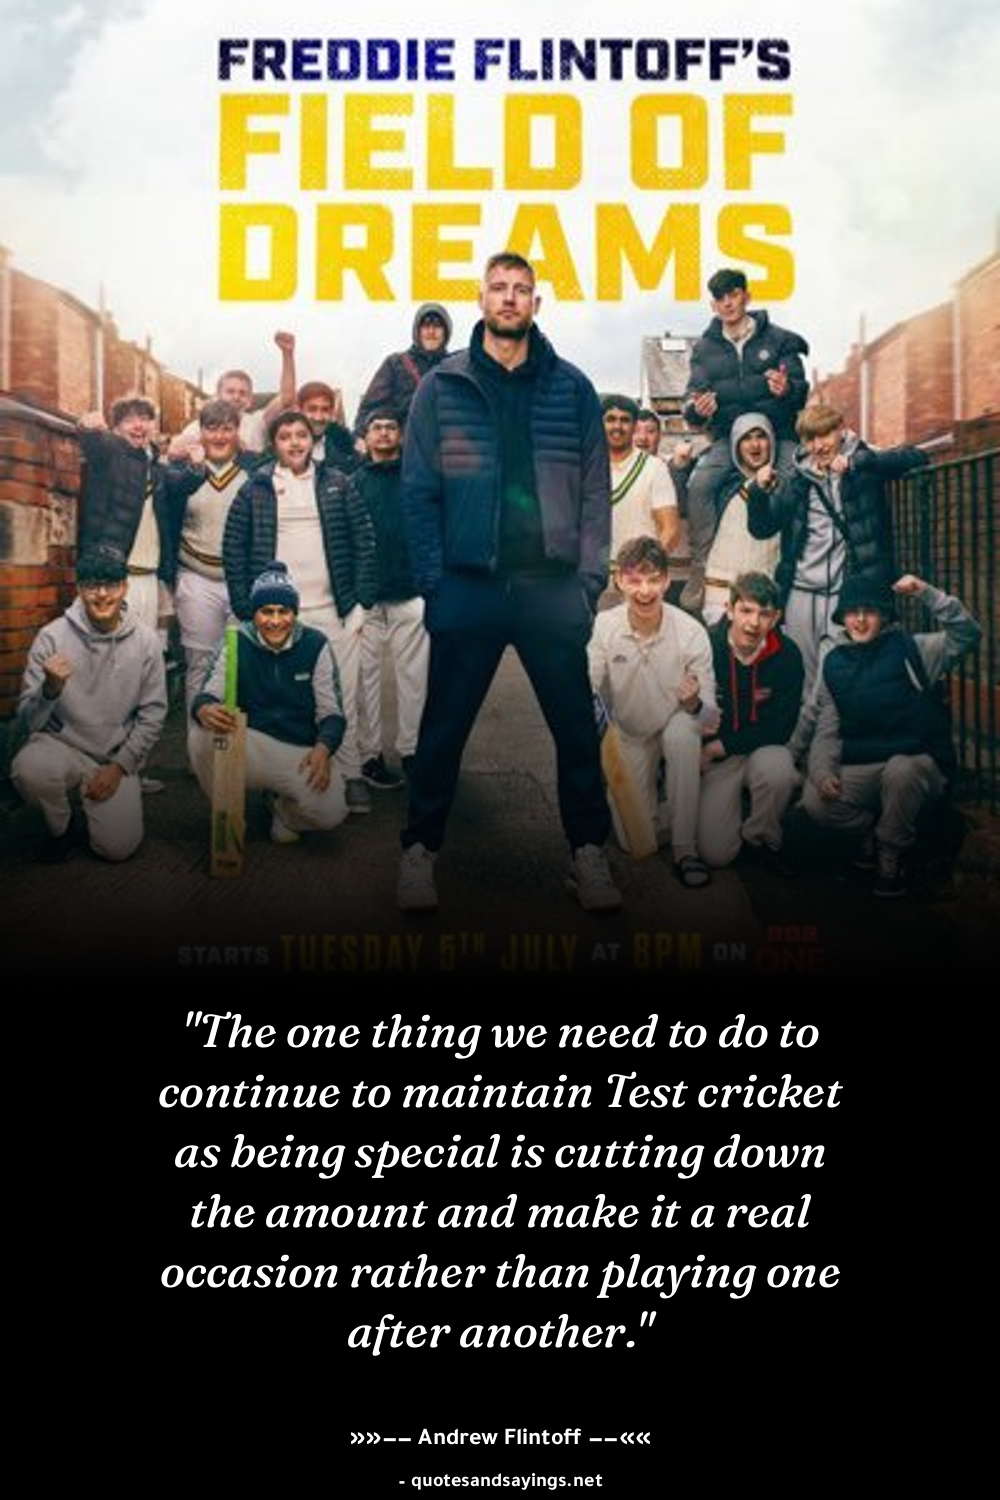 FREDDIE FLINTOFF'S
FIELD OF
DREAMS
STARTS TUESDAY 5TH JULY AT 8PM ON BBC ONE
"The one thing we need to do to
continue to maintain Test cricket
as being special is cutting down
the amount and make it a real
occasion rather than playing one
after another."
»»–– Andrew Flintoff ––««
- quotesandsayings.net